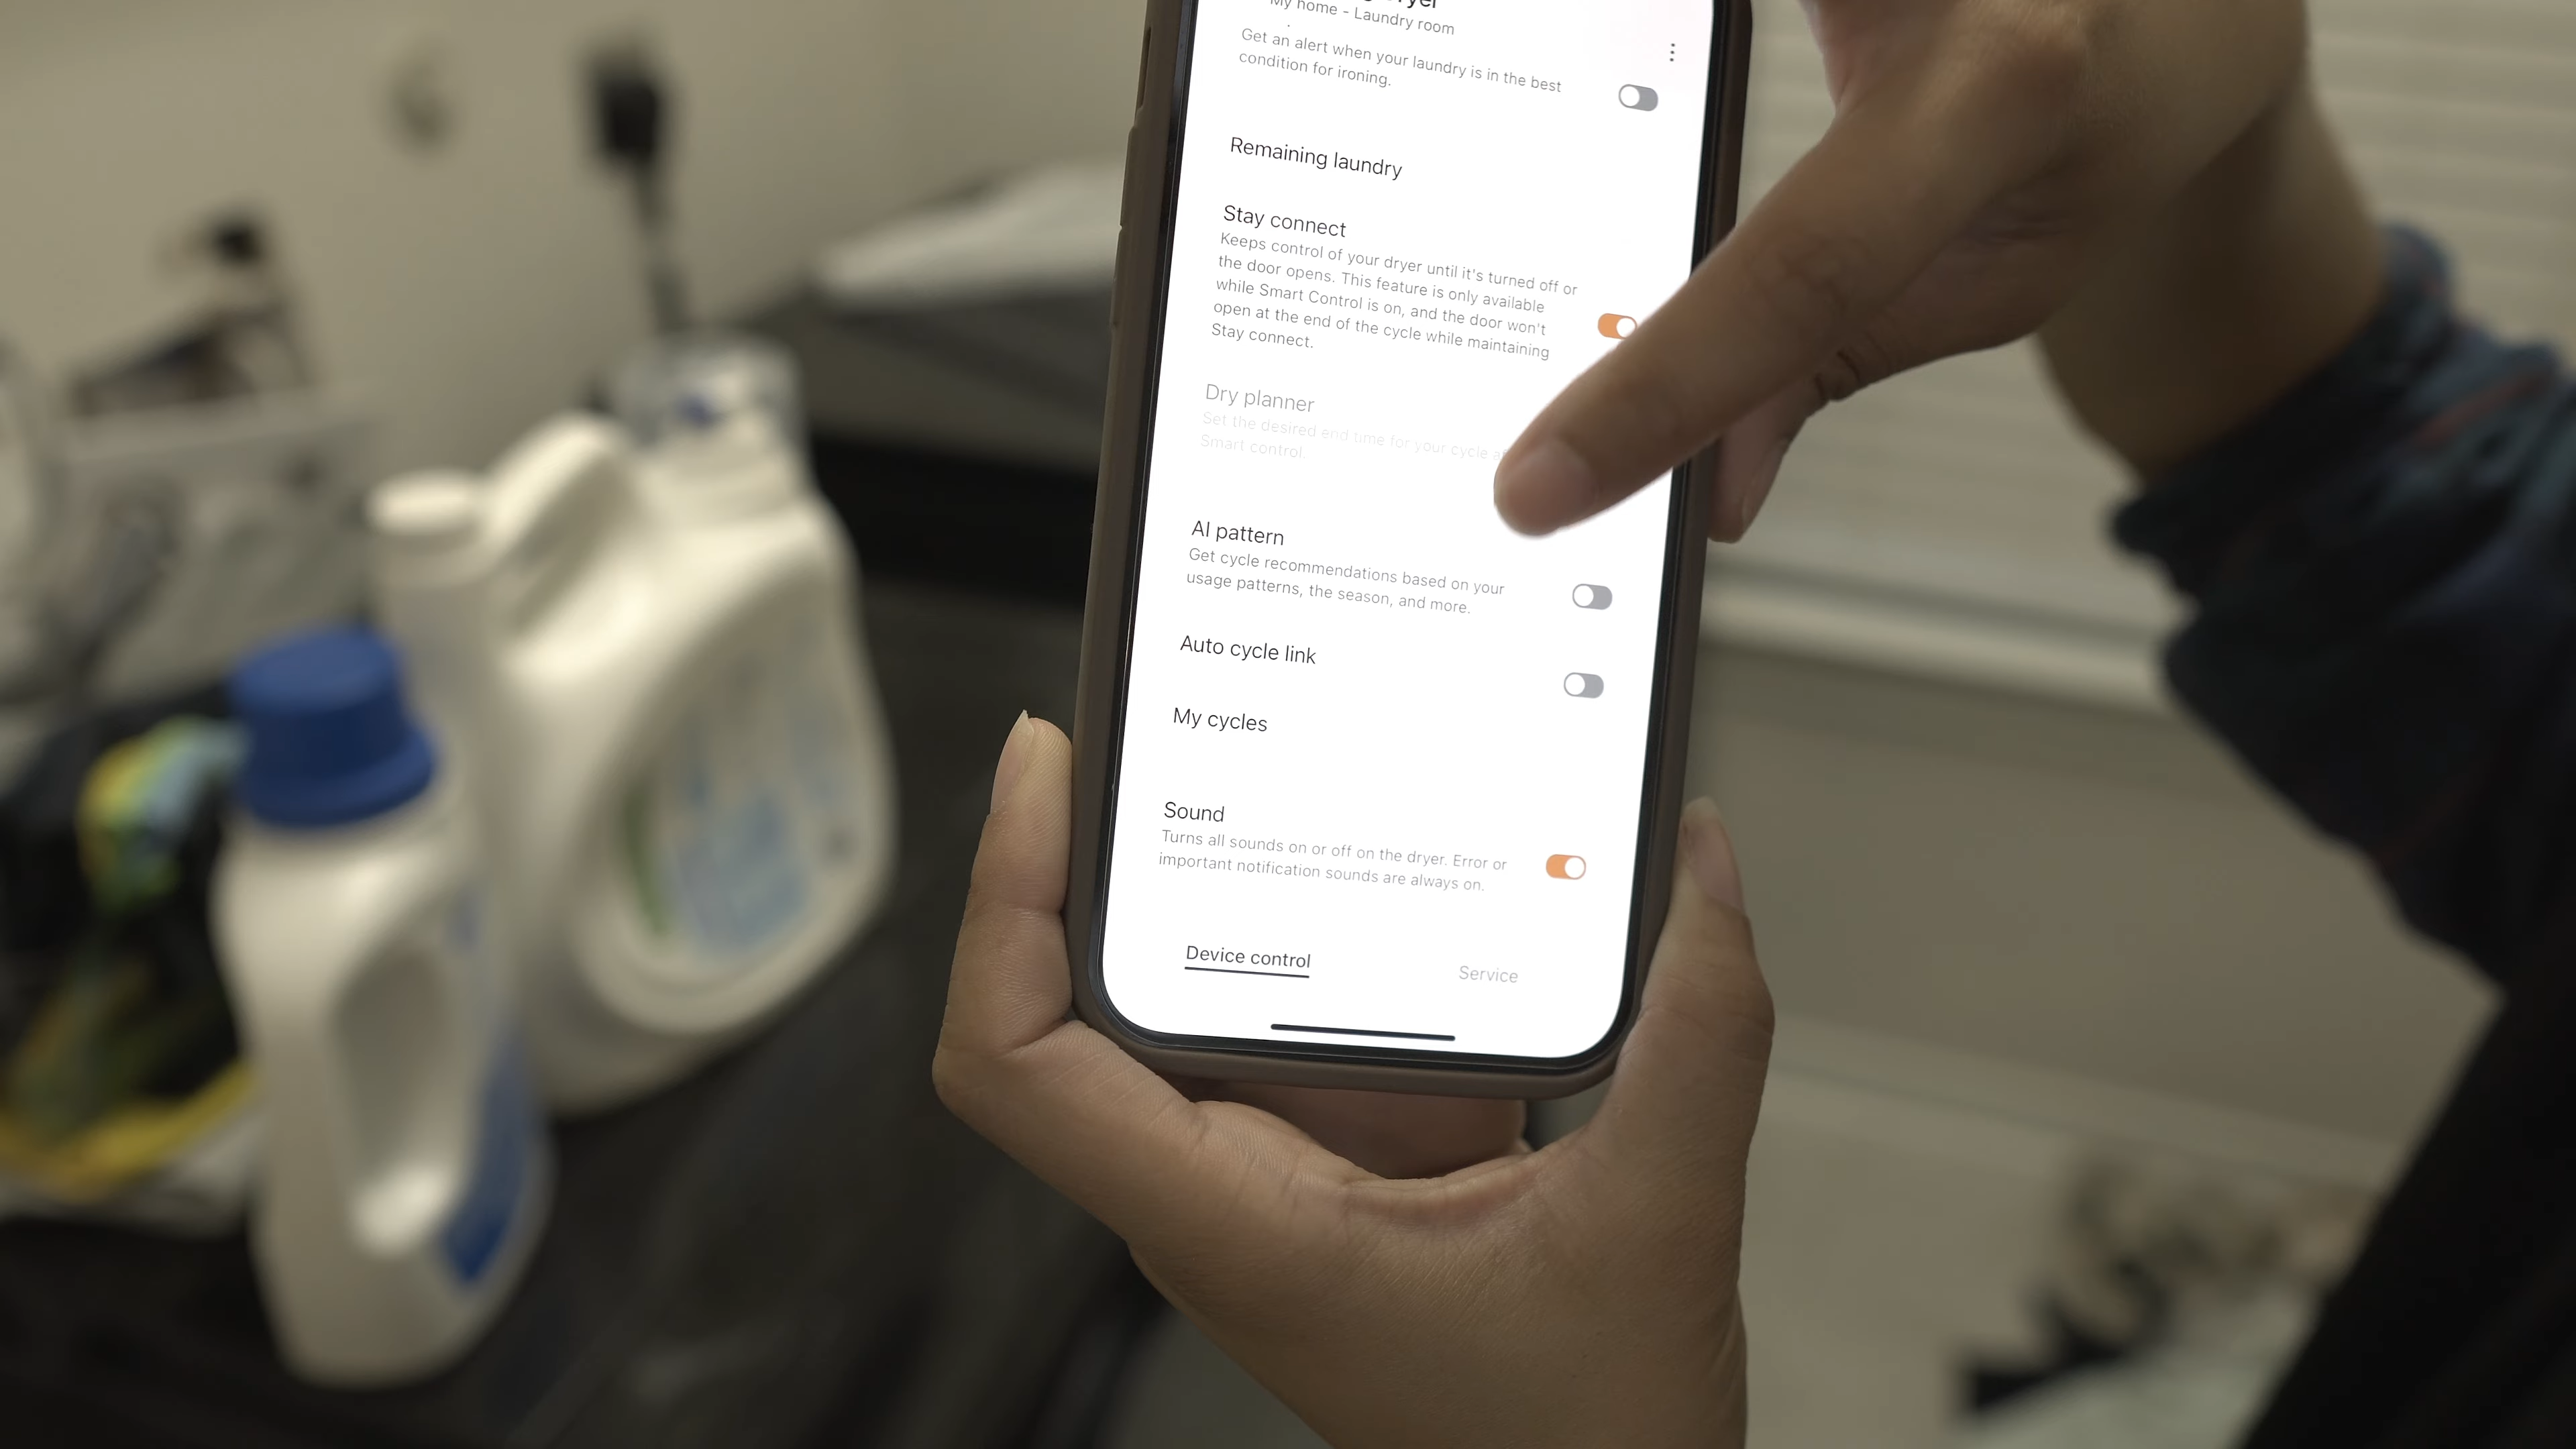 My home - Laundry room
Get an alert when your laundry is in the best
condition for ironing.
Remaining laundry
Stay connect
Keeps control of your dryer until it's turned off or
the door opens. This feature is only available
while Smart Control is on, and the door won't
open at the end of the cycle while maintaining
Stay connect.
Dry planner
Set the desired end time for your cycle
Smart control.
AI pattern
Get cycle recommendations based on your
usage patterns, the season, and more.
Auto cycle link
My cycles
Sound
Turns all sounds on or off on the dryer. Error or
important notification sounds are always on.
Device control
Service